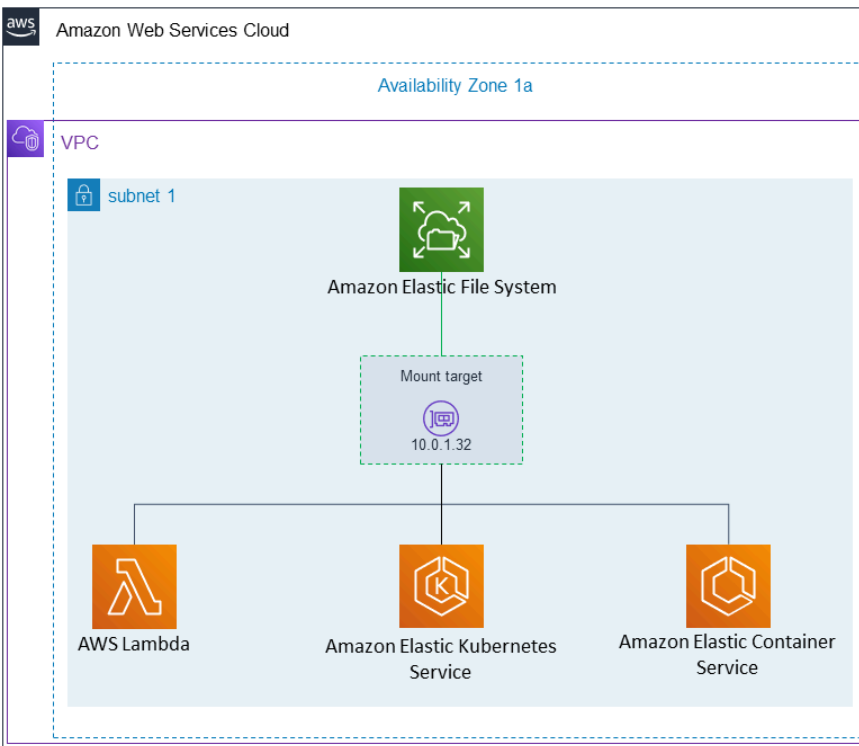 aws
Amazon Web Services Cloud
Availability Zone 1a
VPC
subnet 1
Amazon Elastic File System
Mount target
10.0.1.32
K
AWS Lambda
Amazon Elastic Kubernetes
Service
Amazon Elastic Container
Service